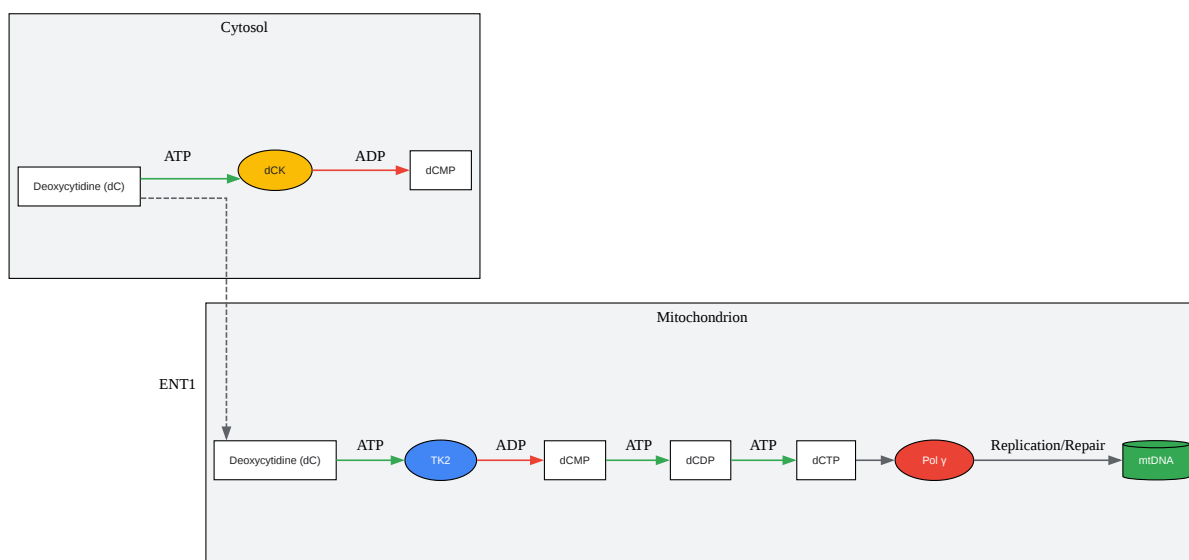 Cytosol
ATP
ADP
Deoxycytidine (dC)
dCK
dCMP
Mitochondrion
ENT1
Deoxycytidine (dC)
ATP
TK2
ADP
dCMP
ATP
dCDP
ATP
dCTP
Pol γ
Replication/Repair
mtDNA